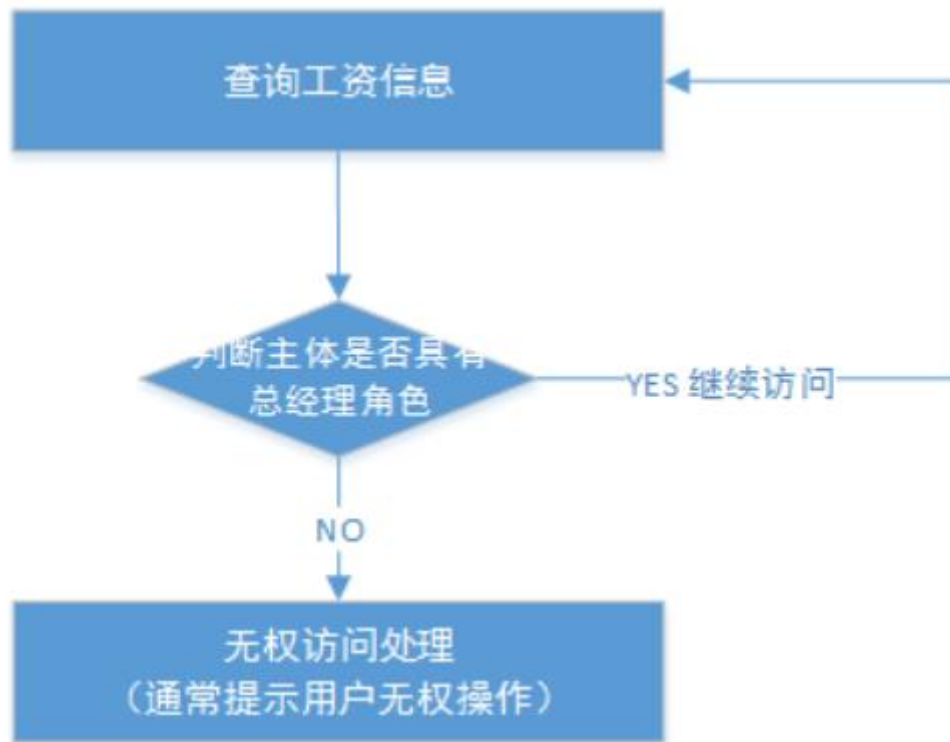 查询工资信息
判断主体是否具有
总经理角色
YES 继续访问
NO
无权访问处理
（通常提示用户无权操作）